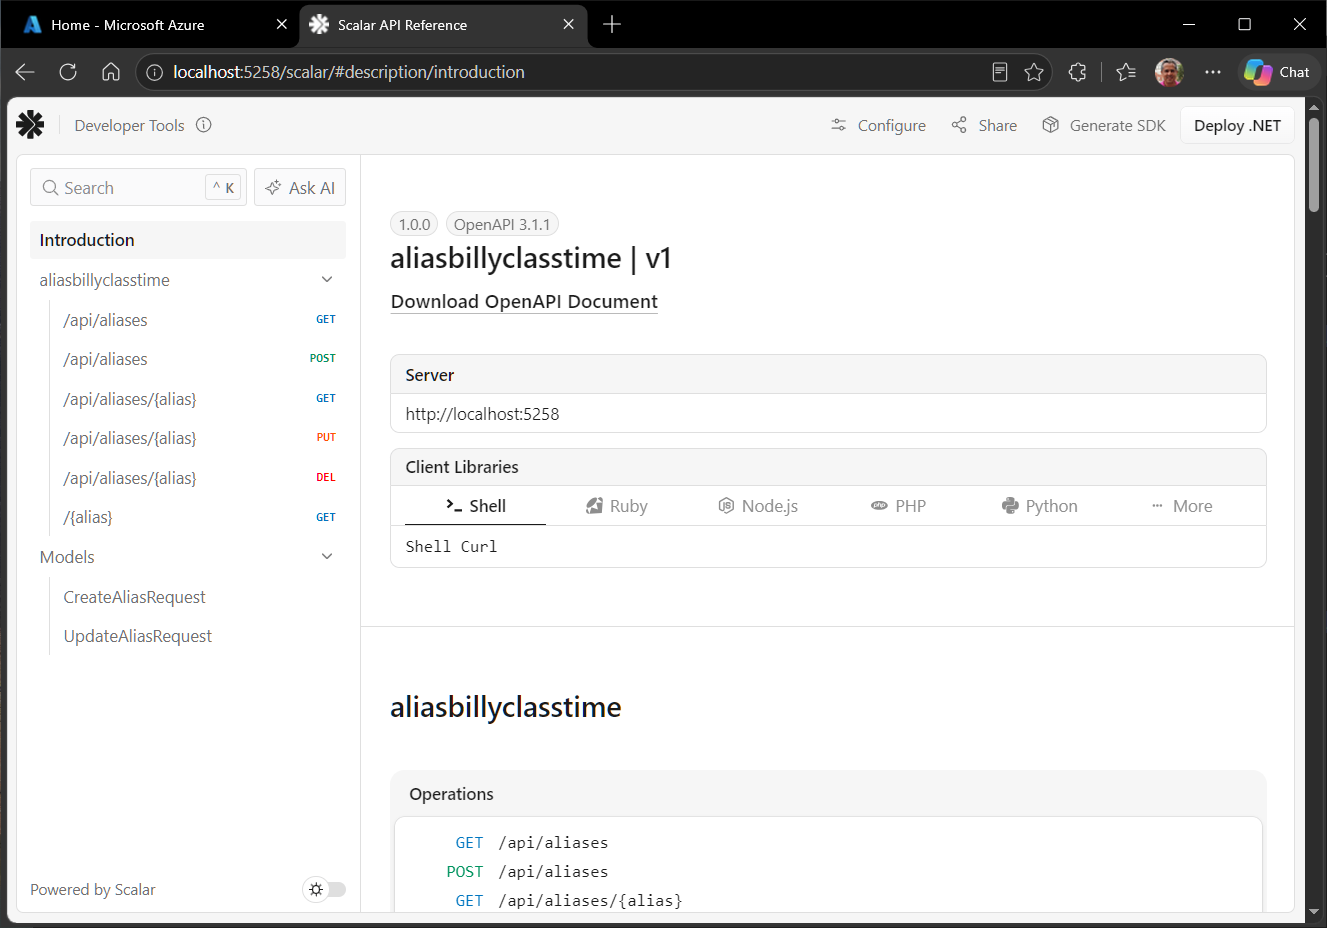 Home - Microsoft Azure
Scalar API Reference
localhost:5258/scalar/#description/introduction
Chat
Developer Tools
Configure
Share
Generate SDK
Deploy .NET
Search
^ K
Ask AI
Introduction
aliasbillyclasstime
/api/aliases GET
/api/aliases POST
/api/aliases/{alias} GET
/api/aliases/{alias} PUT
/api/aliases/{alias} DEL
/{alias} GET
Models
CreateAliasRequest
UpdateAliasRequest
Powered by Scalar
1.0.0 OpenAPI 3.1.1
aliasbillyclasstime | v1
Download OpenAPI Document
Server
http://localhost:5258
Client Libraries
Shell Ruby Node.js PHP Python More
Shell Curl
aliasbillyclasstime
Operations
GET /api/aliases
POST /api/aliases
GET /api/aliases/{alias}